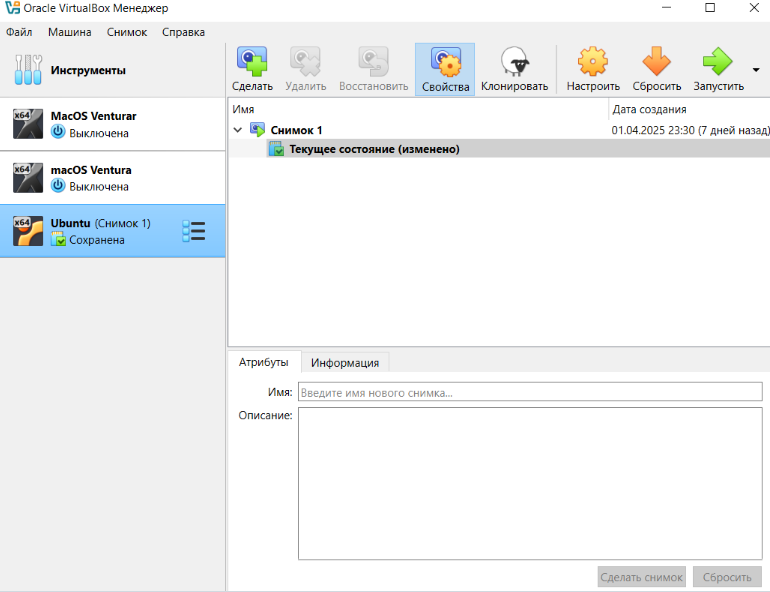 Oracle VirtualBox Менеджер
Файл Машина Снимок Справка
Инструменты
Сделать Удалить Восстановить Свойства Клонировать Настроить Сбросить Запустить
x64 MacOS Venturar
Выключена
x64 macOS Ventura
Выключена
x64 Ubuntu (Снимок 1)
Сохранена
Имя Дата создания
Снимок 1 01.04.2025 23:30 (7 дней назад)
Текущее состояние (изменено)
Атрибуты Информация
Имя: Введите имя нового снимка...
Описание:
Сделать снимок Сбросить